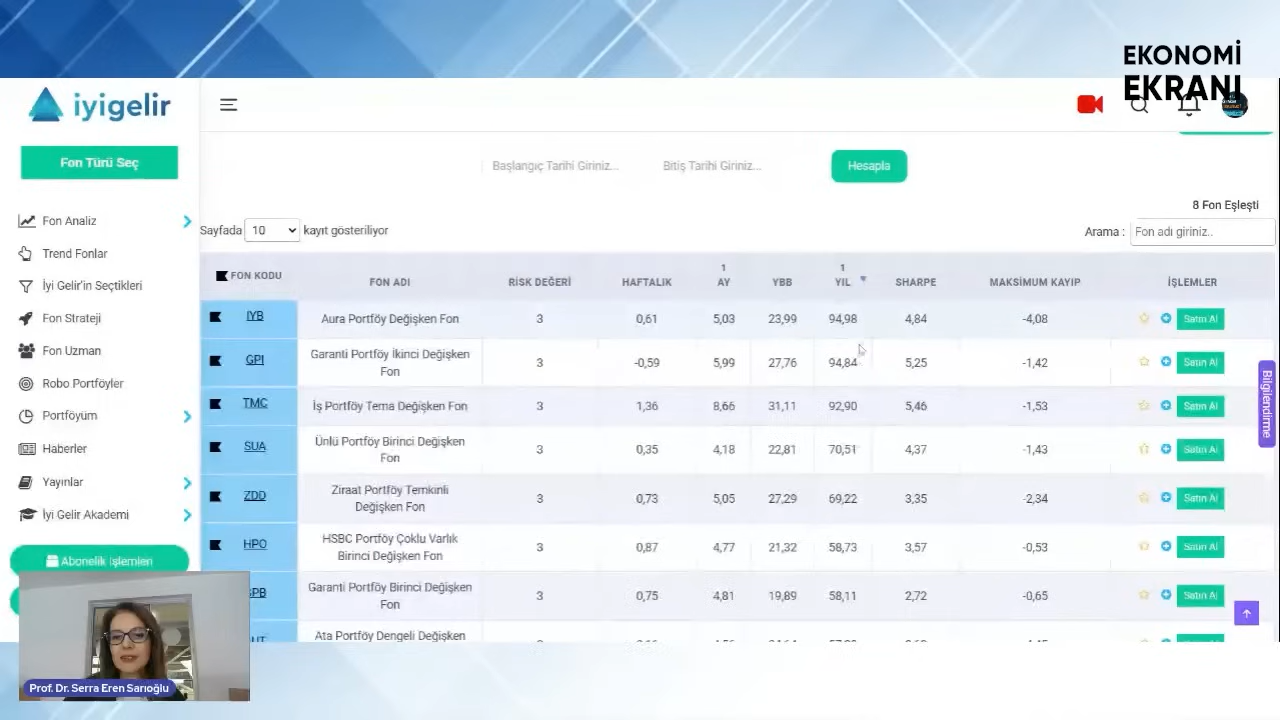 EKONOMİ
EKRANI
iyigelir
Fon Türü Seç
Başlangıç Tarihi Giriniz...
Bitiş Tarihi Giriniz...
Hesapla
8 Fon Eşleşti
Sayfada 10 kayıt gösteriliyor
Arama : Fon adı giriniz..
Fon Analiz
Trend Fonlar
İyi Gelir'in Seçtikleri
Fon Strateji
Fon Uzman
Robo Portföyler
Portföyüm
Haberler
Yayınlar
İyi Gelir Akademi
Abonelik İşlemleri
FON KODU FON ADI RİSK DEĞERİ HAFTALIK 1 AY YBB 1 YIL SHARPE MAKSİMUM KAYIP İŞLEMLER
IYB Aura Portföy Değişken Fon 3 0,61 5,03 23,99 94,98 4,84 -4,08 Satın Al
GPI Garanti Portföy İkinci Değişken Fon 3 -0,59 5,99 27,76 94,84 5,25 -1,42 Satın Al
TMC İş Portföy Tema Değişken Fon 3 1,36 8,66 31,11 92,90 5,46 -1,53 Satın Al
SUA Ünlü Portföy Birinci Değişken Fon 3 0,35 4,18 22,81 70,51 4,37 -1,43 Satın Al
ZDD Ziraat Portföy Temkinli Değişken Fon 3 0,73 5,05 27,29 69,22 3,35 -2,34 Satın Al
HPO HSBC Portföy Çoklu Varlık Birinci Değişken Fon 3 0,87 4,77 21,32 58,73 3,57 -0,53 Satın Al
Garanti Portföy Birinci Değişken Fon 3 0,75 4,81 19,89 58,11 2,72 -0,65 Satın Al
Ata Portföy Dengeli Değişken
Bilgilendirme
Prof. Dr. Serra Eren Sarıoğlu